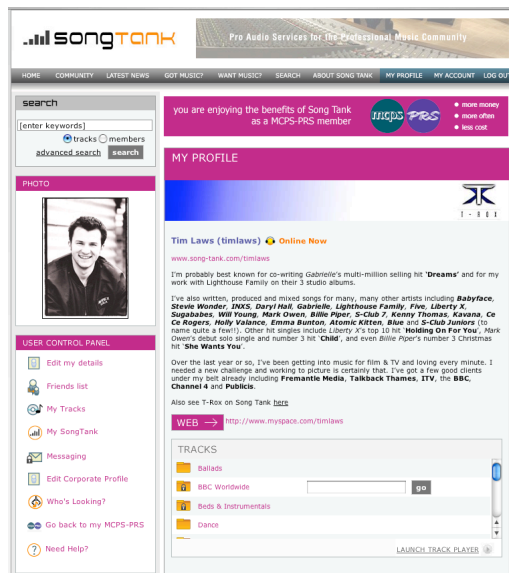 songtank
Pro Audio Services for the Professional Music Community
HOME COMMUNITY LATEST NEWS GOT MUSIC? WANT MUSIC? SEARCH ABOUT SONG TANK MY PROFILE MY ACCOUNT LOG OUT
search
[enter keywords]
tracks members
advanced search search
PHOTO
USER CONTROL PANEL
Edit my details
Friends list
My Tracks
My SongTank
Messaging
Edit Corporate Profile
Who's Looking?
Go back to my MCPS-PRS
Need Help?
you are enjoying the benefits of Song Tank
as a MCPS-PRS member
mcps PRS
• more money
• more often
• less cost
MY PROFILE
T-ROX
Tim Laws (timlaws) Online Now
www.song-tank.com/timlaws
I'm probably best known for co-writing Gabrielle's multi-million selling hit 'Dreams' and for my
work with Lighthouse Family on their 3 studio albums.
I've also written, produced and mixed songs for many, many other artists including Babyface,
Stevie Wonder, INXS, Daryl Hall, Gabrielle, Lighthouse Family, Five, Liberty X,
Sugababes, Will Young, Mark Owen, Billie Piper, S-Club 7, Kenny Thomas, Kavana, Ce
Ce Rogers, Holly Valance, Emma Bunton, Atomic Kitten, Blue and S-Club Juniors (to
name quite a few!!). Other hit singles include Liberty X's top 10 hit 'Holding On For You', Mark
Owen's debut solo single and number 3 hit 'Child', and even Billie Piper's number 3 Christmas
hit 'She Wants You'.
Over the last year or so, I've been getting into music for film & TV and loving every minute. I
needed a new challenge and working to picture is certainly that. I've got a few good clients
under my belt already including Fremantle Media, Talkback Thames, ITV, the BBC,
Channel 4 and Publicis.
Also see T-Rox on Song Tank here
WEB → http://www.myspace.com/timlaws
TRACKS
Ballads
BBC Worldwide go
Beds & Instrumentals
Dance
LAUNCH TRACK PLAYER